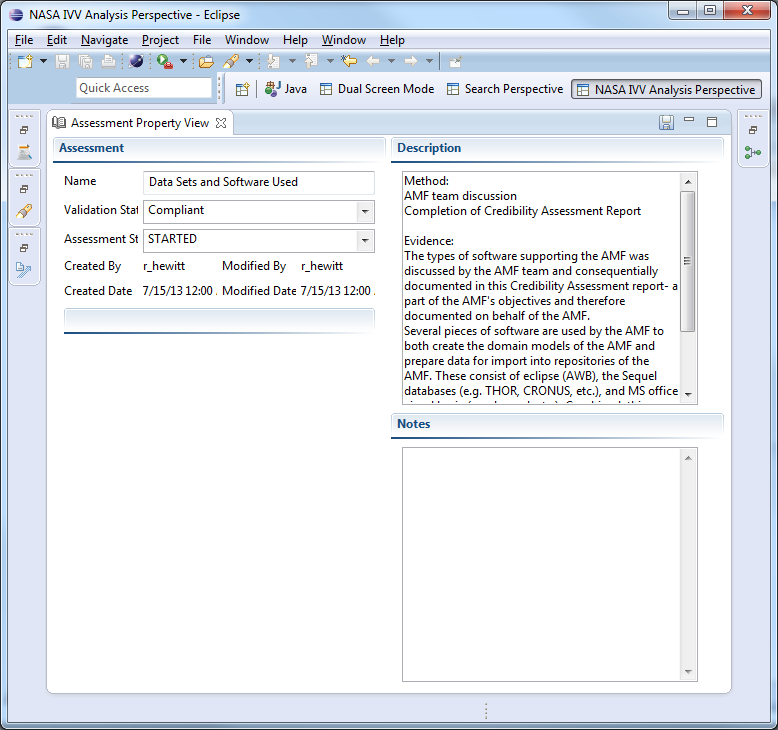 NASA IVV Analysis Perspective - Eclipse
File Edit Navigate Project File Window Help Window Help
Quick Access
Java Dual Screen Mode Search Perspective NASA IVV Analysis Perspective
Assessment Property View
Assessment
Name Data Sets and Software Used
Validation Stat Compliant
Assessment St STARTED
Created By r_hewitt Modified By r_hewitt
Created Date 7/15/13 12:00 . Modified Date 7/15/13 12:00 .
Description
Method:
AMF team discussion
Completion of Credibility Assessment Report
Evidence:
The types of software supporting the AMF was
discussed by the AMF team and consequentially
documented in this Credibility Assessment report- a
part of the AMF's objectives and therefore
documented on behalf of the AMF.
Several pieces of software are used by the AMF to
both create the domain models of the AMF and
prepare data for import into repositories of the
AMF. These consist of eclipse (AWB), the Sequel
databases (e.g. THOR, CRONUS, etc.), and MS office
Notes